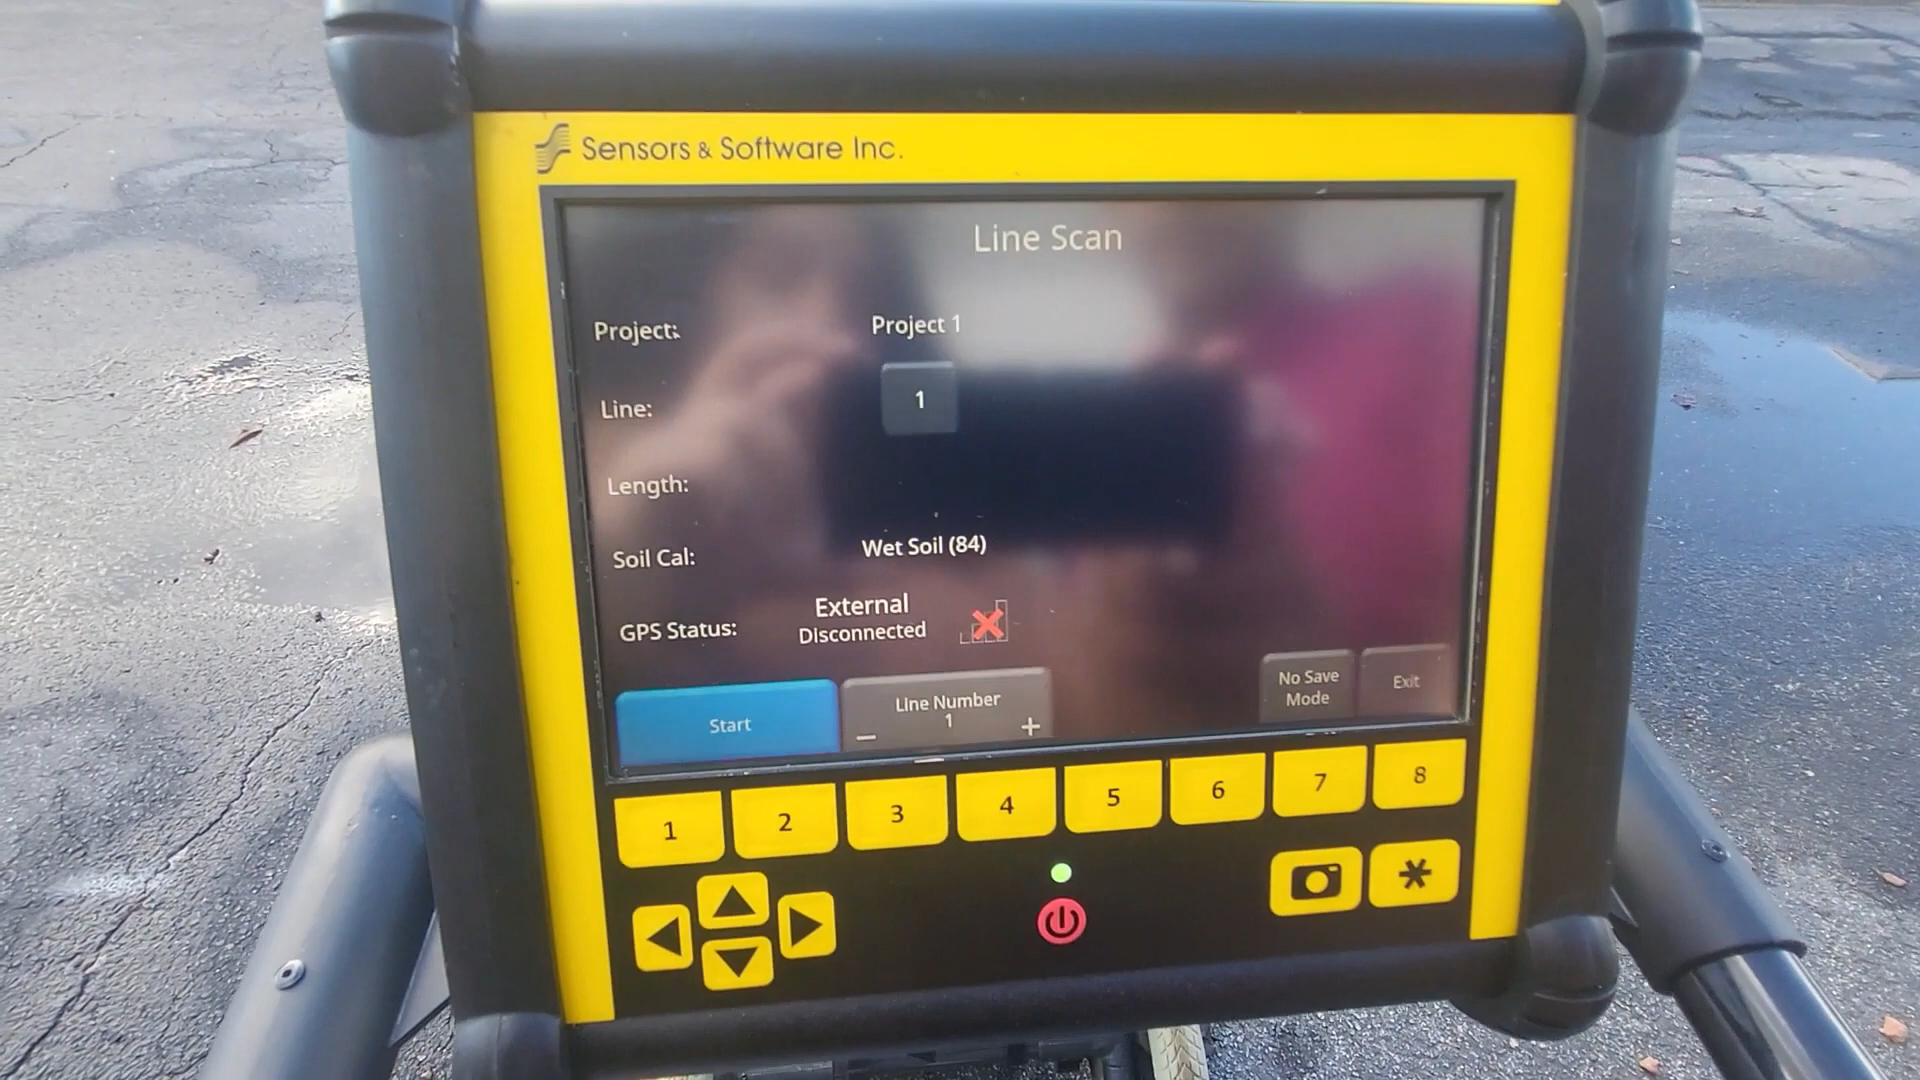 Sensors & Software Inc.
Line Scan
Project: Project 1
Line: 1
Length:
Soil Cal: Wet Soil (84)
GPS Status: External
Disconnected
Start
Line Number
1
− +
No Save
Mode
Exit
1 2 3 4 5 6 7 8
*